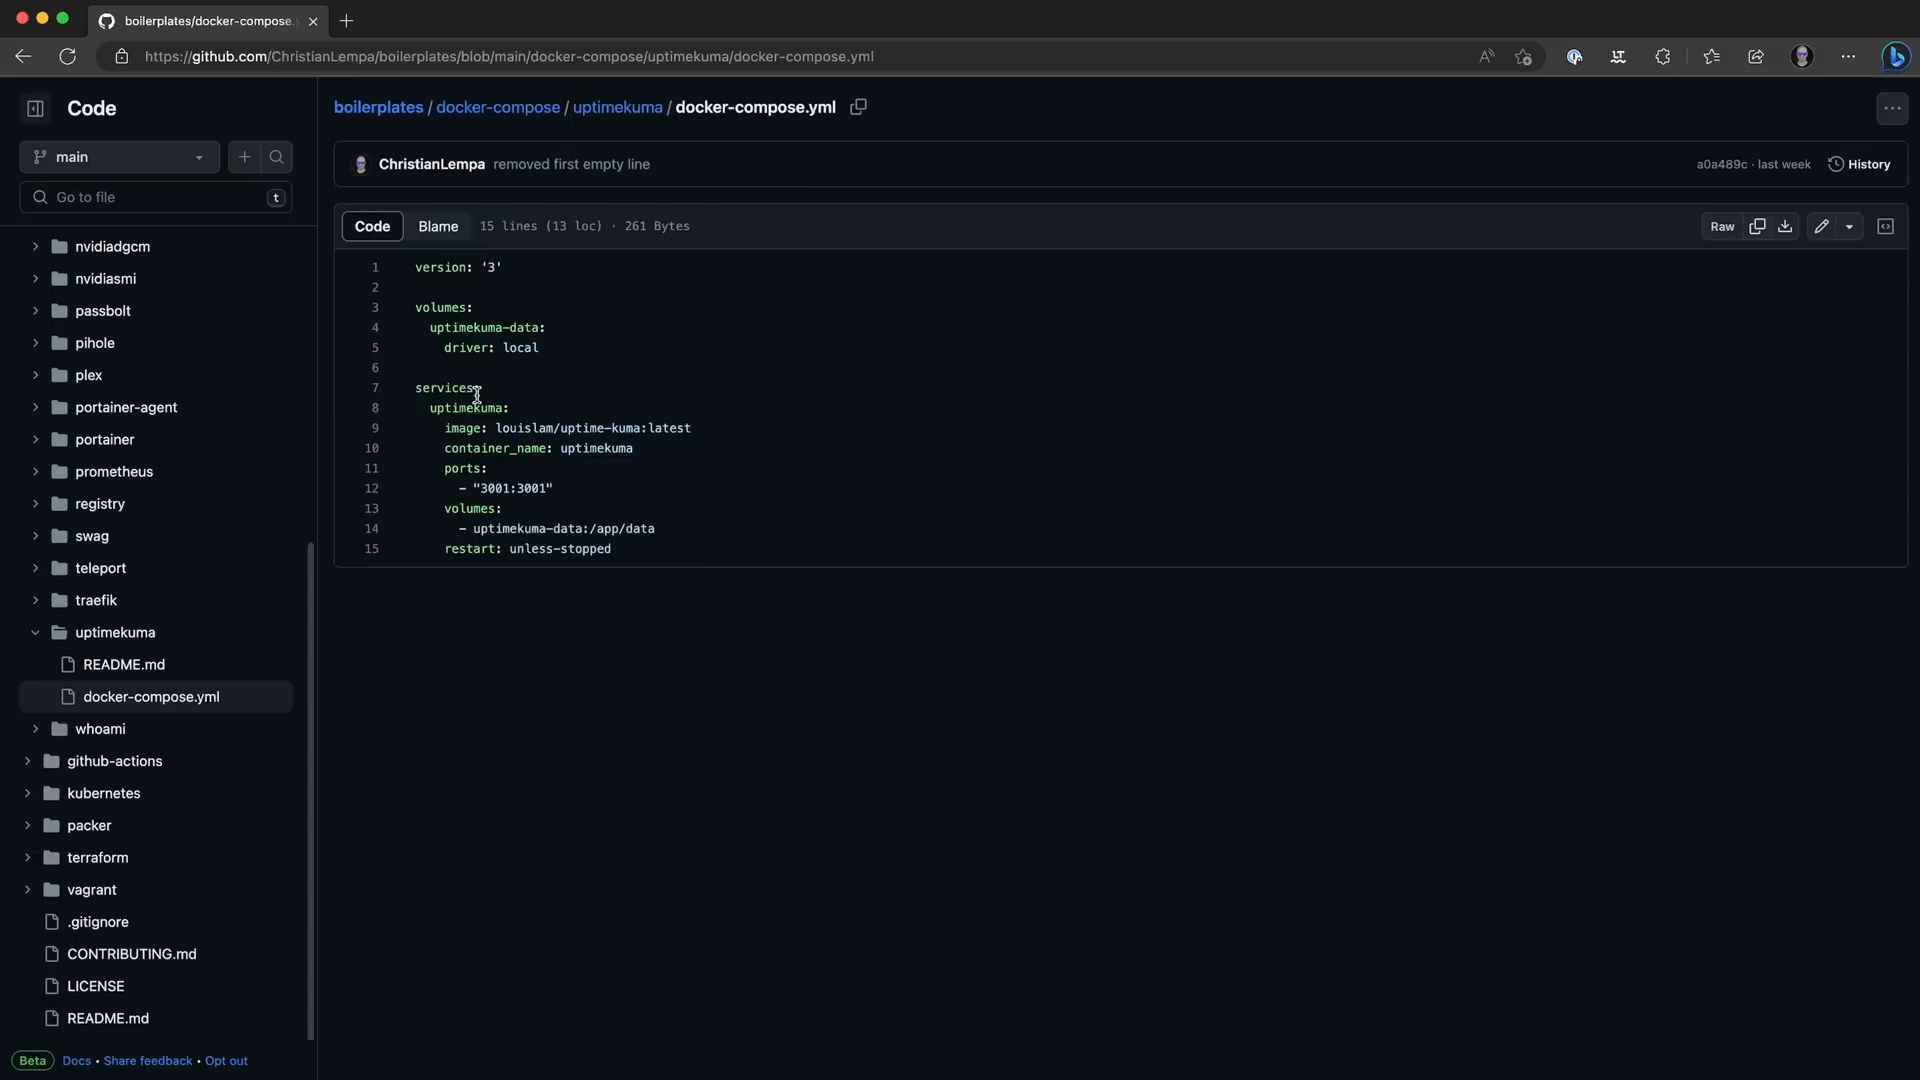 boilerplates/docker-compose.
https://github.com/ChristianLempa/boilerplates/blob/main/docker-compose/uptimekuma/docker-compose.yml
Code
main
Go to file
t
nvidiadgcm
nvidiasmi
passbolt
pihole
plex
portainer-agent
portainer
prometheus
registry
swag
teleport
traefik
uptimekuma
README.md
docker-compose.yml
whoami
github-actions
kubernetes
packer
terraform
vagrant
.gitignore
CONTRIBUTING.md
LICENSE
README.md
Beta Docs • Share feedback • Opt out
boilerplates / docker-compose / uptimekuma / docker-compose.yml
ChristianLempa removed first empty line
a0a489c · last week History
Code Blame 15 lines (13 loc) · 261 Bytes
Raw
1 version: '3'
2
3 volumes:
4 uptimekuma-data:
5 driver: local
6
7 services:
8 uptimekuma:
9 image: louislam/uptime-kuma:latest
10 container_name: uptimekuma
11 ports:
12 - "3001:3001"
13 volumes:
14 - uptimekuma-data:/app/data
15 restart: unless-stopped